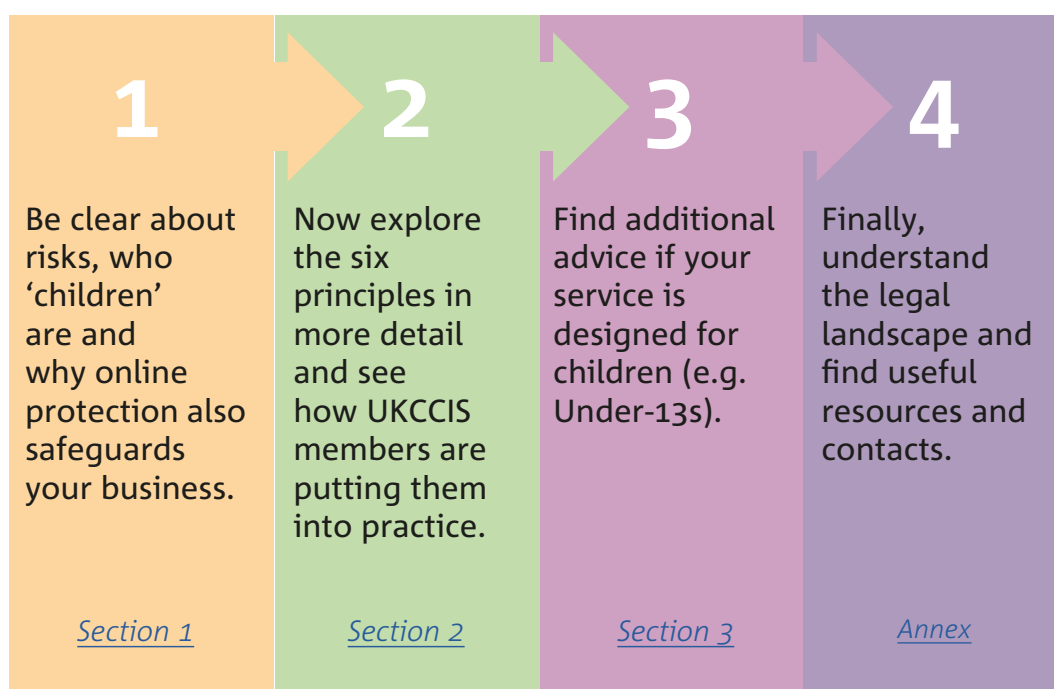 1
Be clear about
risks, who
‘children’
are and
why online
protection also
safeguards
your business.
Section 1
2
Now explore
the six
principles in
more detail
and see
how UKCCIS
members are
putting them
into practice.
Section 2
3
Find additional
advice if your
service is
designed for
children (e.g.
Under-13s).
Section 3
4
Finally,
understand
the legal
landscape and
find useful
resources and
contacts.
Annex